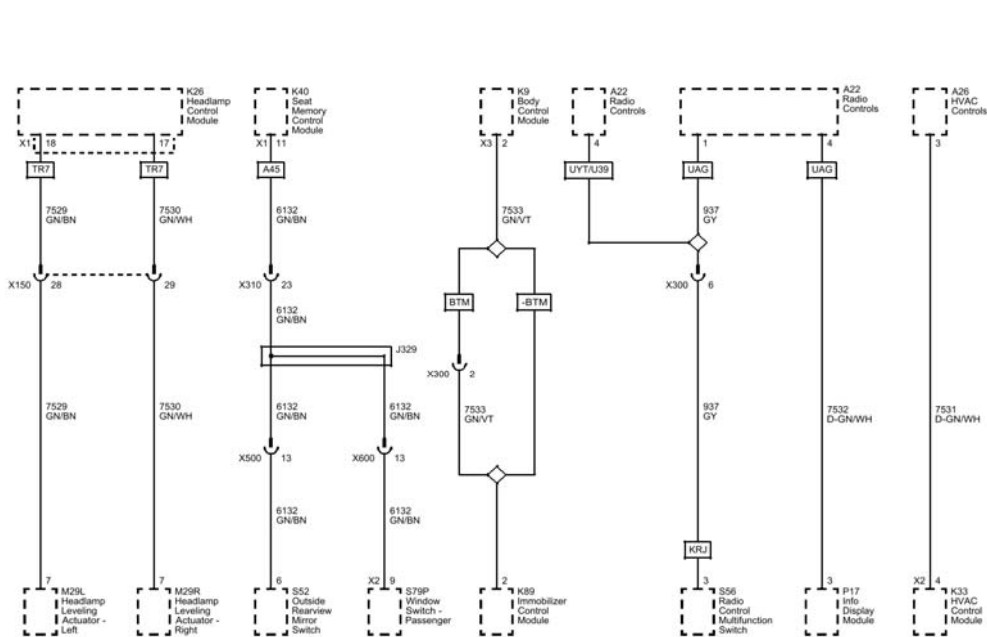 K26
Headlamp
Control
Module
K40
Seat
Memory
Control
Module
K9
Body
Control
Module
A22
Radio
Controls
A22
Radio
Controls
A26
HVAC
Controls
X1 18
17
X1 11
X3 2
4
1
4
3
TR7
TR7
A45
UYT/U39
UAG
UAG
7529
GN/BN
7530
GN/WH
6132
GN/BN
7533
GN/VT
937
GY
X150 28
29
X310 23
BTM
-BTM
X300 6
6132
GN/BN
J329
X300 2
7529
GN/BN
7530
GN/WH
6132
GN/BN
6132
GN/BN
7533
GN/VT
937
GY
7532
D-GN/WH
7531
D-GN/WH
X500 13
X600 13
6132
GN/BN
6132
GN/BN
KRJ
7
7
6
X2 9
2
3
3
X2 4
M29L
Headlamp
Leveling
Actuator -
Left
M29R
Headlamp
Leveling
Actuator -
Right
S52
Outside
Rearview
Mirror
Switch
S79P
Window
Switch -
Passenger
K89
Immobilizer
Control
Module
S56
Radio
Control
Multifunction
Switch
P17
Info
Display
Module
K33
HVAC
Control
Module